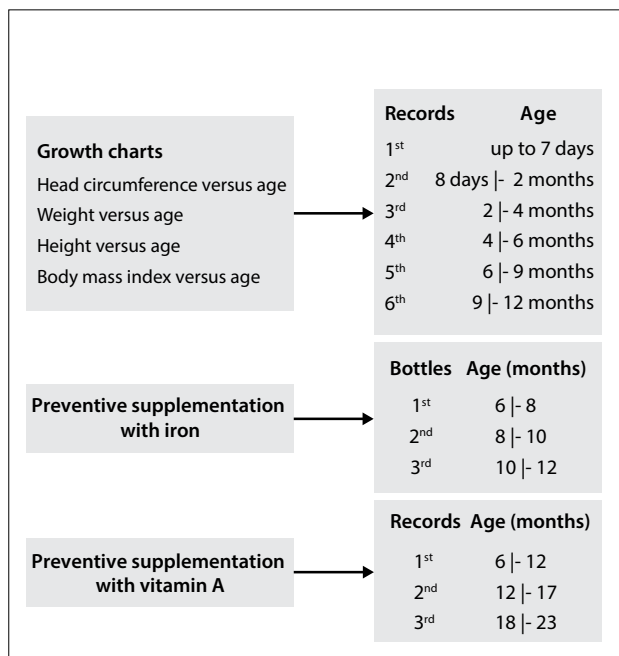 Growth charts
Head circumference versus age
Weight versus age
Height versus age
Body mass index versus age
Records Age
1st up to 7 days
2nd 8 days |- 2 months
3rd 2 |- 4 months
4th 4 |- 6 months
5th 6 |- 9 months
6th 9 |- 12 months
Preventive supplementation
with iron
Bottles Age (months)
1st 6 |- 8
2nd 8 |- 10
3rd 10 |- 12
Preventive supplementation
with vitamin A
Records Age (months)
1st 6 |- 12
2nd 12 |- 17
3rd 18 |- 23